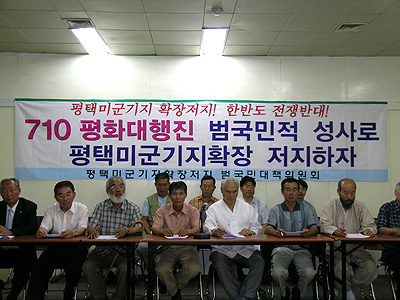 평택미군기지 확장저지! 한반도 전쟁반대!
710 평화대행진 범국민적 성사로
평택미군기지확장 저지하자
평택미군기지확장저지 범국민대책위원회